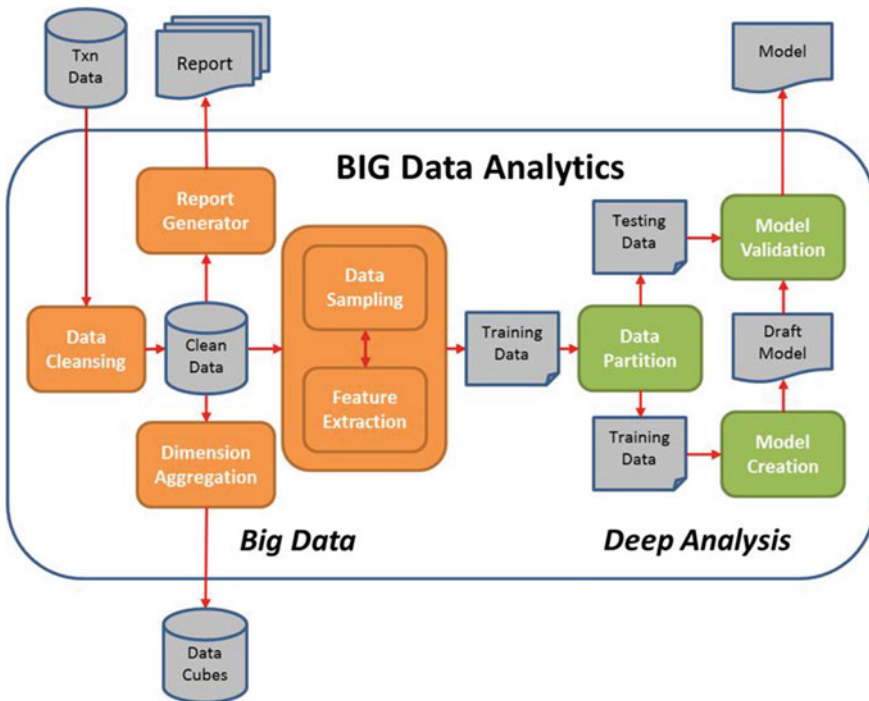 Txn
Data
Report
Model
BIG Data Analytics
Report
Generator
Data
Sampling
Testing
Data
Model
Validation
Data
Cleansing
Clean
Data
Feature
Extraction
Training
Data
Data
Partition
Draft
Model
Dimension
Aggregation
Training
Data
Model
Creation
Big Data
Deep Analysis
Data
Cubes